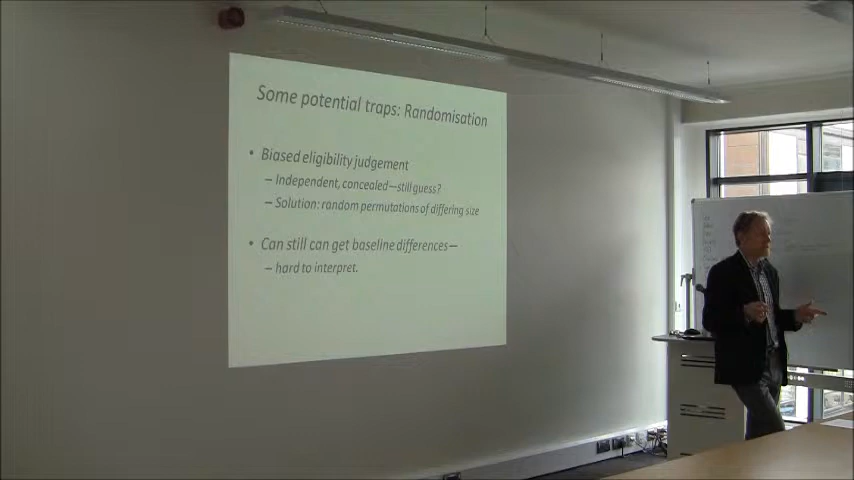 Some potential traps: Randomisation
• Biased eligibility judgement
– Independent, concealed—still guess?
– Solution: random permutations of differing size
• Can still can get baseline differences—
– hard to interpret.